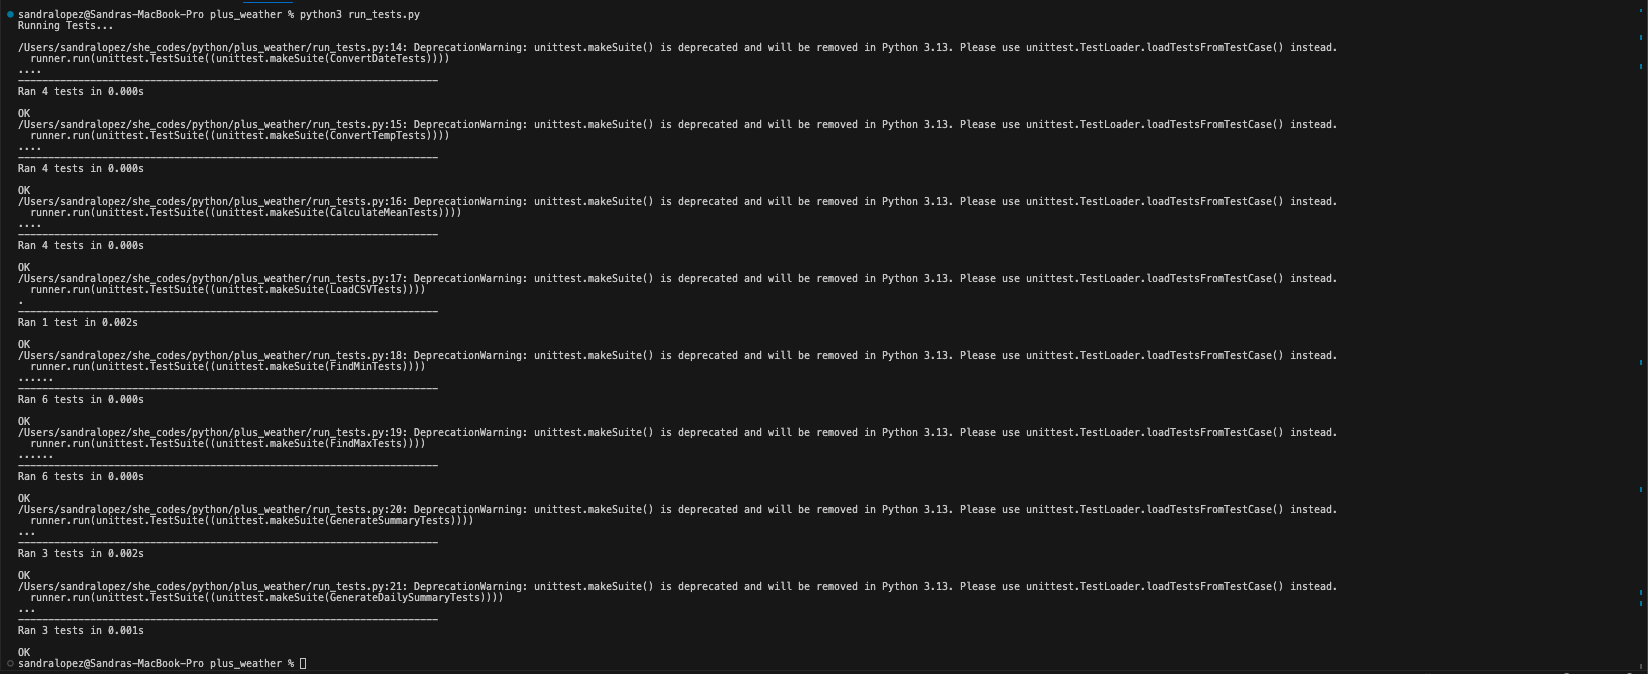 sandralopez@Sandras-MacBook-Pro plus_weather % python3 run_tests.py
Running Tests...
/Users/sandralopez/she_codes/python/plus_weather/run_tests.py:14: DeprecationWarning: unittest.makeSuite() is deprecated and will be removed in Python 3.13. Please use unittest.TestLoader.loadTestsFromTestCase() instead.
runner.run(unittest.TestSuite((unittest.makeSuite(ConvertDateTests))))
....
----------------------------------------------------------------------
Ran 4 tests in 0.000s
OK
/Users/sandralopez/she_codes/python/plus_weather/run_tests.py:15: DeprecationWarning: unittest.makeSuite() is deprecated and will be removed in Python 3.13. Please use unittest.TestLoader.loadTestsFromTestCase() instead.
runner.run(unittest.TestSuite((unittest.makeSuite(ConvertTempTests))))
....
----------------------------------------------------------------------
Ran 4 tests in 0.000s
OK
/Users/sandralopez/she_codes/python/plus_weather/run_tests.py:16: DeprecationWarning: unittest.makeSuite() is deprecated and will be removed in Python 3.13. Please use unittest.TestLoader.loadTestsFromTestCase() instead.
runner.run(unittest.TestSuite((unittest.makeSuite(CalculateMeanTests))))
....
----------------------------------------------------------------------
Ran 4 tests in 0.000s
OK
/Users/sandralopez/she_codes/python/plus_weather/run_tests.py:17: DeprecationWarning: unittest.makeSuite() is deprecated and will be removed in Python 3.13. Please use unittest.TestLoader.loadTestsFromTestCase() instead.
runner.run(unittest.TestSuite((unittest.makeSuite(LoadCSVTests))))
.
----------------------------------------------------------------------
Ran 1 test in 0.002s
OK
/Users/sandralopez/she_codes/python/plus_weather/run_tests.py:18: DeprecationWarning: unittest.makeSuite() is deprecated and will be removed in Python 3.13. Please use unittest.TestLoader.loadTestsFromTestCase() instead.
runner.run(unittest.TestSuite((unittest.makeSuite(FindMinTests))))
......
----------------------------------------------------------------------
Ran 6 tests in 0.000s
OK
/Users/sandralopez/she_codes/python/plus_weather/run_tests.py:19: DeprecationWarning: unittest.makeSuite() is deprecated and will be removed in Python 3.13. Please use unittest.TestLoader.loadTestsFromTestCase() instead.
runner.run(unittest.TestSuite((unittest.makeSuite(FindMaxTests))))
......
----------------------------------------------------------------------
Ran 6 tests in 0.000s
OK
/Users/sandralopez/she_codes/python/plus_weather/run_tests.py:20: DeprecationWarning: unittest.makeSuite() is deprecated and will be removed in Python 3.13. Please use unittest.TestLoader.loadTestsFromTestCase() instead.
runner.run(unittest.TestSuite((unittest.makeSuite(GenerateSummaryTests))))
...
----------------------------------------------------------------------
Ran 3 tests in 0.002s
OK
/Users/sandralopez/she_codes/python/plus_weather/run_tests.py:21: DeprecationWarning: unittest.makeSuite() is deprecated and will be removed in Python 3.13. Please use unittest.TestLoader.loadTestsFromTestCase() instead.
runner.run(unittest.TestSuite((unittest.makeSuite(GenerateDailySummaryTests))))
...
----------------------------------------------------------------------
Ran 3 tests in 0.001s
OK
sandralopez@Sandras-MacBook-Pro plus_weather %